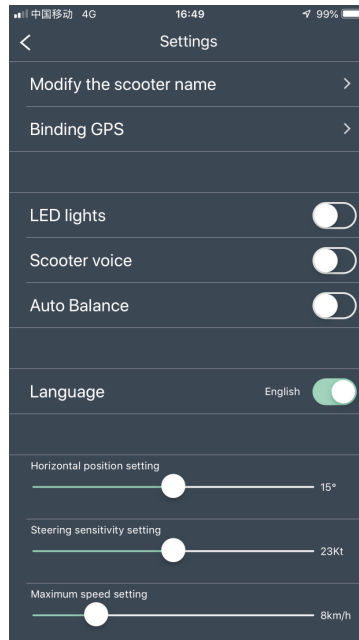 中国移动 4G 16:49 99%
Settings
Modify the scooter name
Binding GPS
LED lights
Scooter voice
Auto Balance
Language English
Horizontal position setting
15°
Steering sensitivity setting
23Kt
Maximum speed setting
8km/h